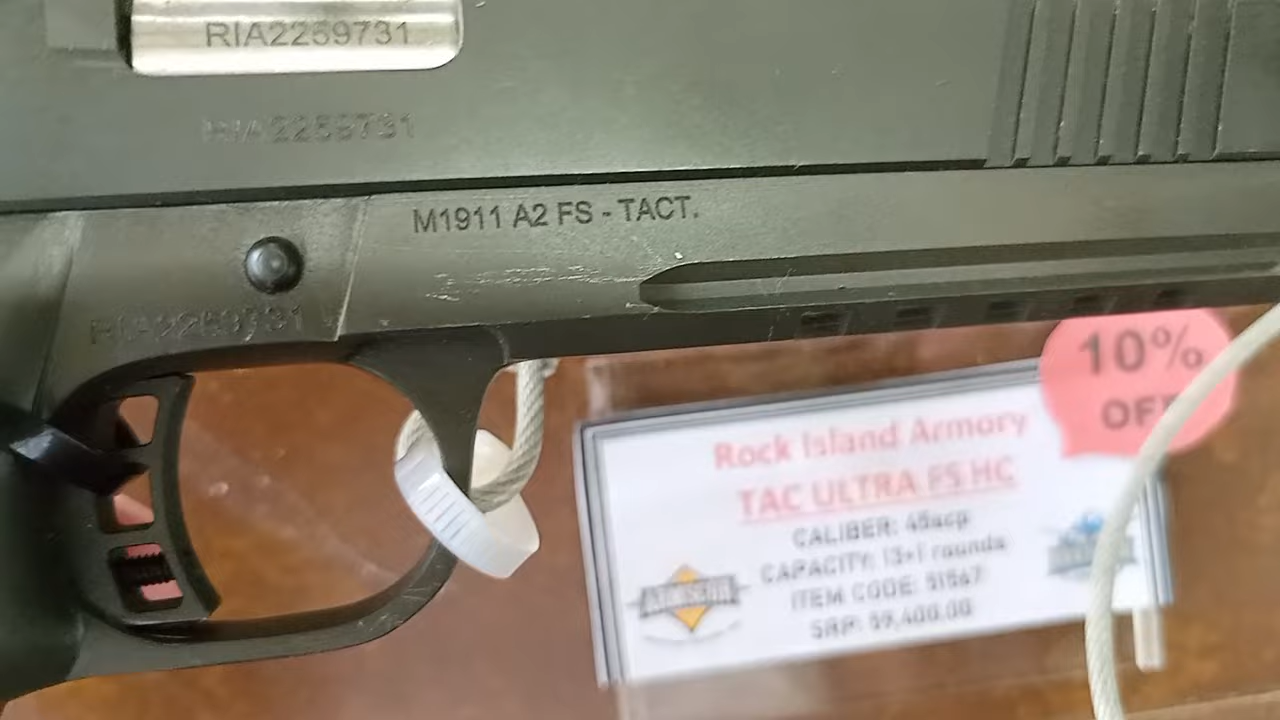 RIA2259731
RIA2259731
M1911 A2 FS - TACT.
RIA2259731
10%
OFF
Rock Island Armory
TAC ULTRA FS HC
CALIBER: 45acp
CAPACITY: 13+1 rounds
ITEM CODE: 51567
SRP: 59,400.00
ARMSCOR